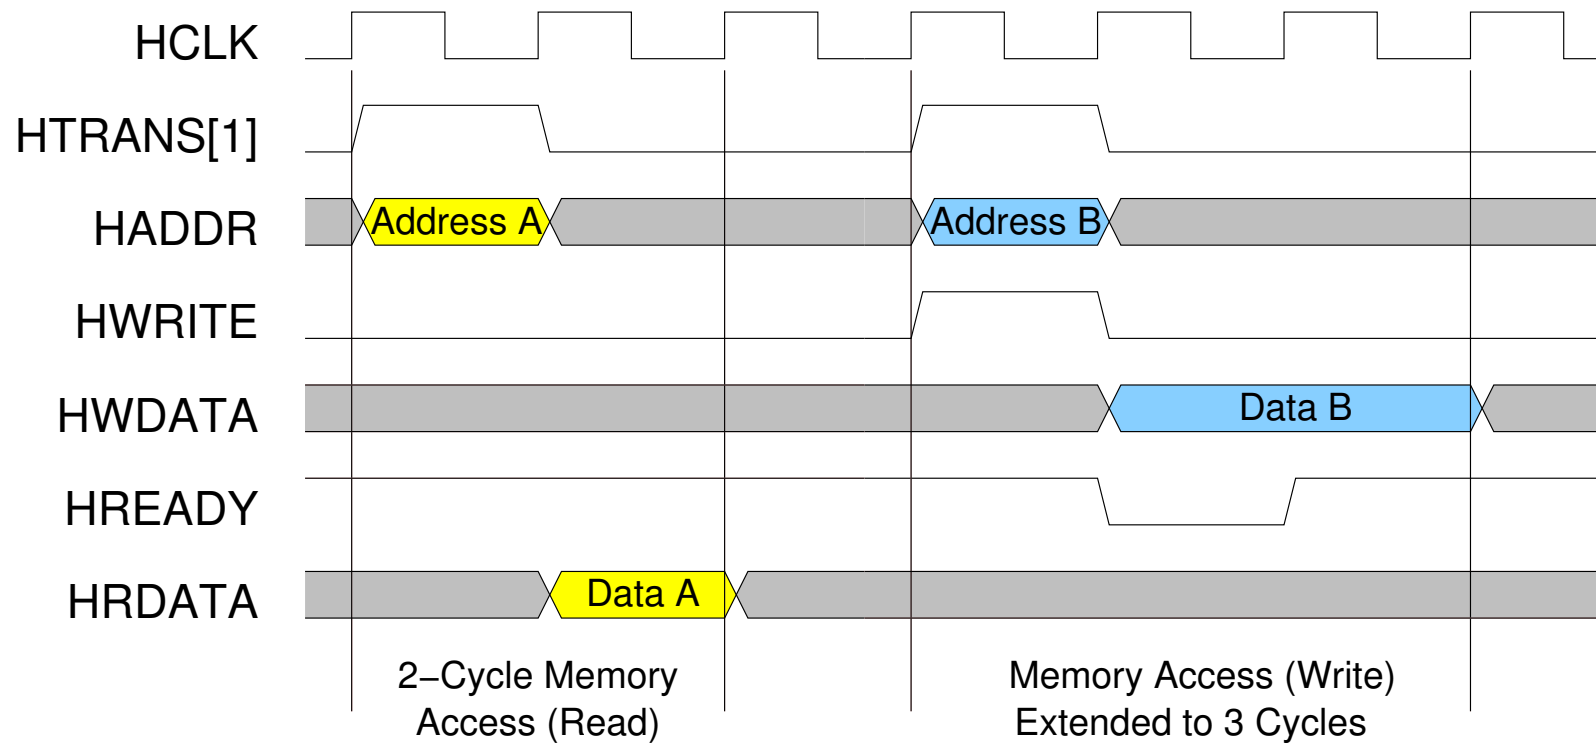 HCLK
HTRANS[1]
HADDR
Address A
Address B
HWRITE
HWDATA
Data B
HREADY
HRDATA
Data A
2−Cycle Memory
Access (Read)
Memory Access (Write)
Extended to 3 Cycles